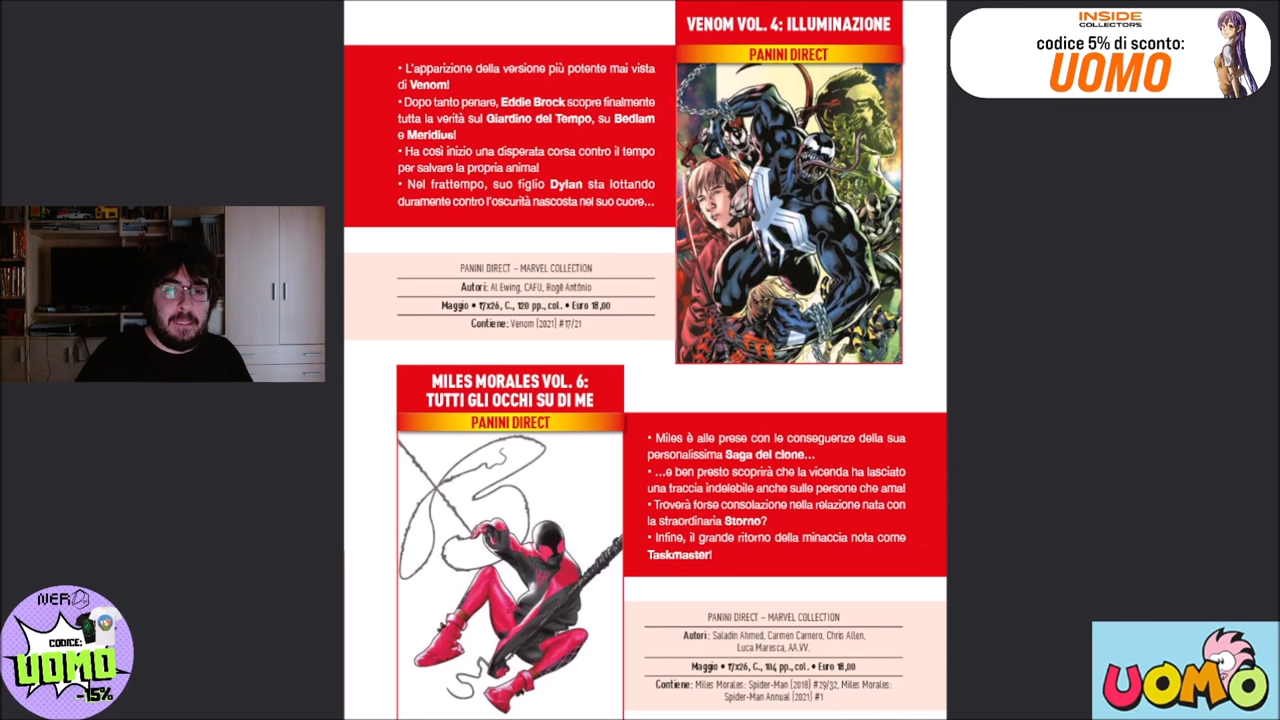 VENOM VOL. 4: ILLUMINAZIONE
PANINI DIRECT
• L'apparizione della versione più potente mai vista
di Venom!
• Dopo tanto penare, Eddie Brock scopre finalmente
tutta la verità sul Giardino del Tempo, su Bedlam
e Meridius!
• Ha così inizio una disperata corsa contro il tempo
per salvare la propria anima!
• Nel frattempo, suo figlio Dylan sta lottando
duramente contro l'oscurità nascosta nel suo cuore...
PANINI DIRECT – MARVEL COLLECTION
Autori: Al Ewing, CAFU, Rogê Antônio
Maggio • 17x26, C., 120 pp., col. • Euro 18,00
Contiene: Venom (2021) #17/21
MILES MORALES VOL. 6:
TUTTI GLI OCCHI SU DI ME
PANINI DIRECT
• Miles è alle prese con le conseguenze della sua
personalissima Saga del clone...
• ...e ben presto scoprirà che la vicenda ha lasciato
una traccia indelebile anche sulle persone che ama!
• Troverà forse consolazione nella relazione nata con
la straordinaria Storno?
• Infine, il grande ritorno della minaccia nota come
Taskmaster!
PANINI DIRECT – MARVEL COLLECTION
Autori: Saladin Ahmed, Carmen Carnero, Chris Allen,
Luca Maresca, AA.VV.
Maggio • 17x26, C., 104 pp., col. • Euro 18,00
Contiene: Miles Morales: Spider-Man (2018) #29/32, Miles Morales:
Spider-Man Annual (2021) #1
INSIDE
COLLECTORS
codice 5% di sconto:
UOMO
NERO
CODICE:
UOMO
-15%
UOMO